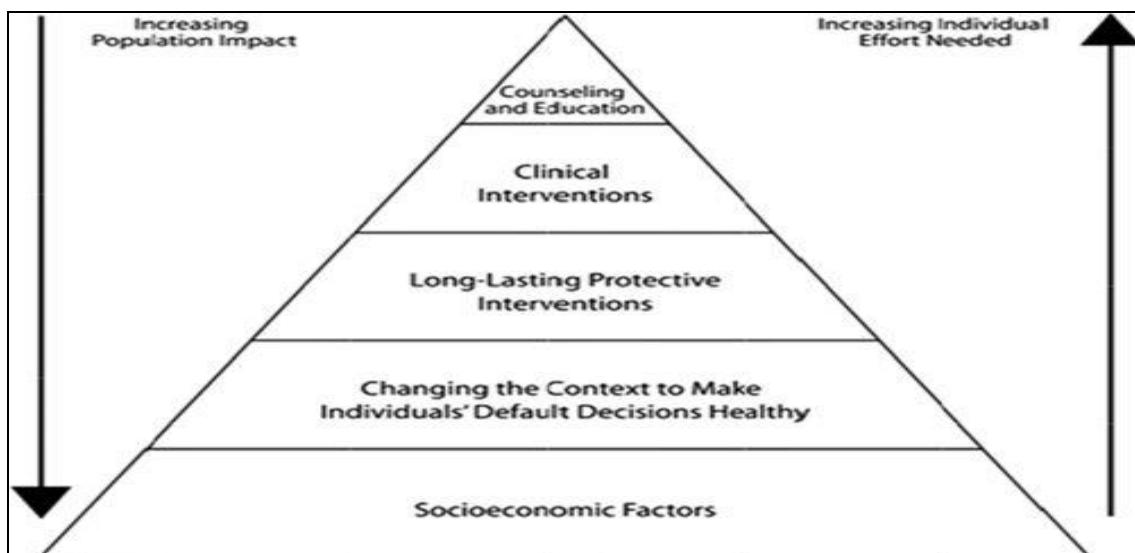 Increasing
Population Impact
Increasing Individual
Effort Needed
Counseling
and Education
Clinical
Interventions
Long-Lasting Protective
Interventions
Changing the Context to Make
Individuals’ Default Decisions Healthy
Socioeconomic Factors